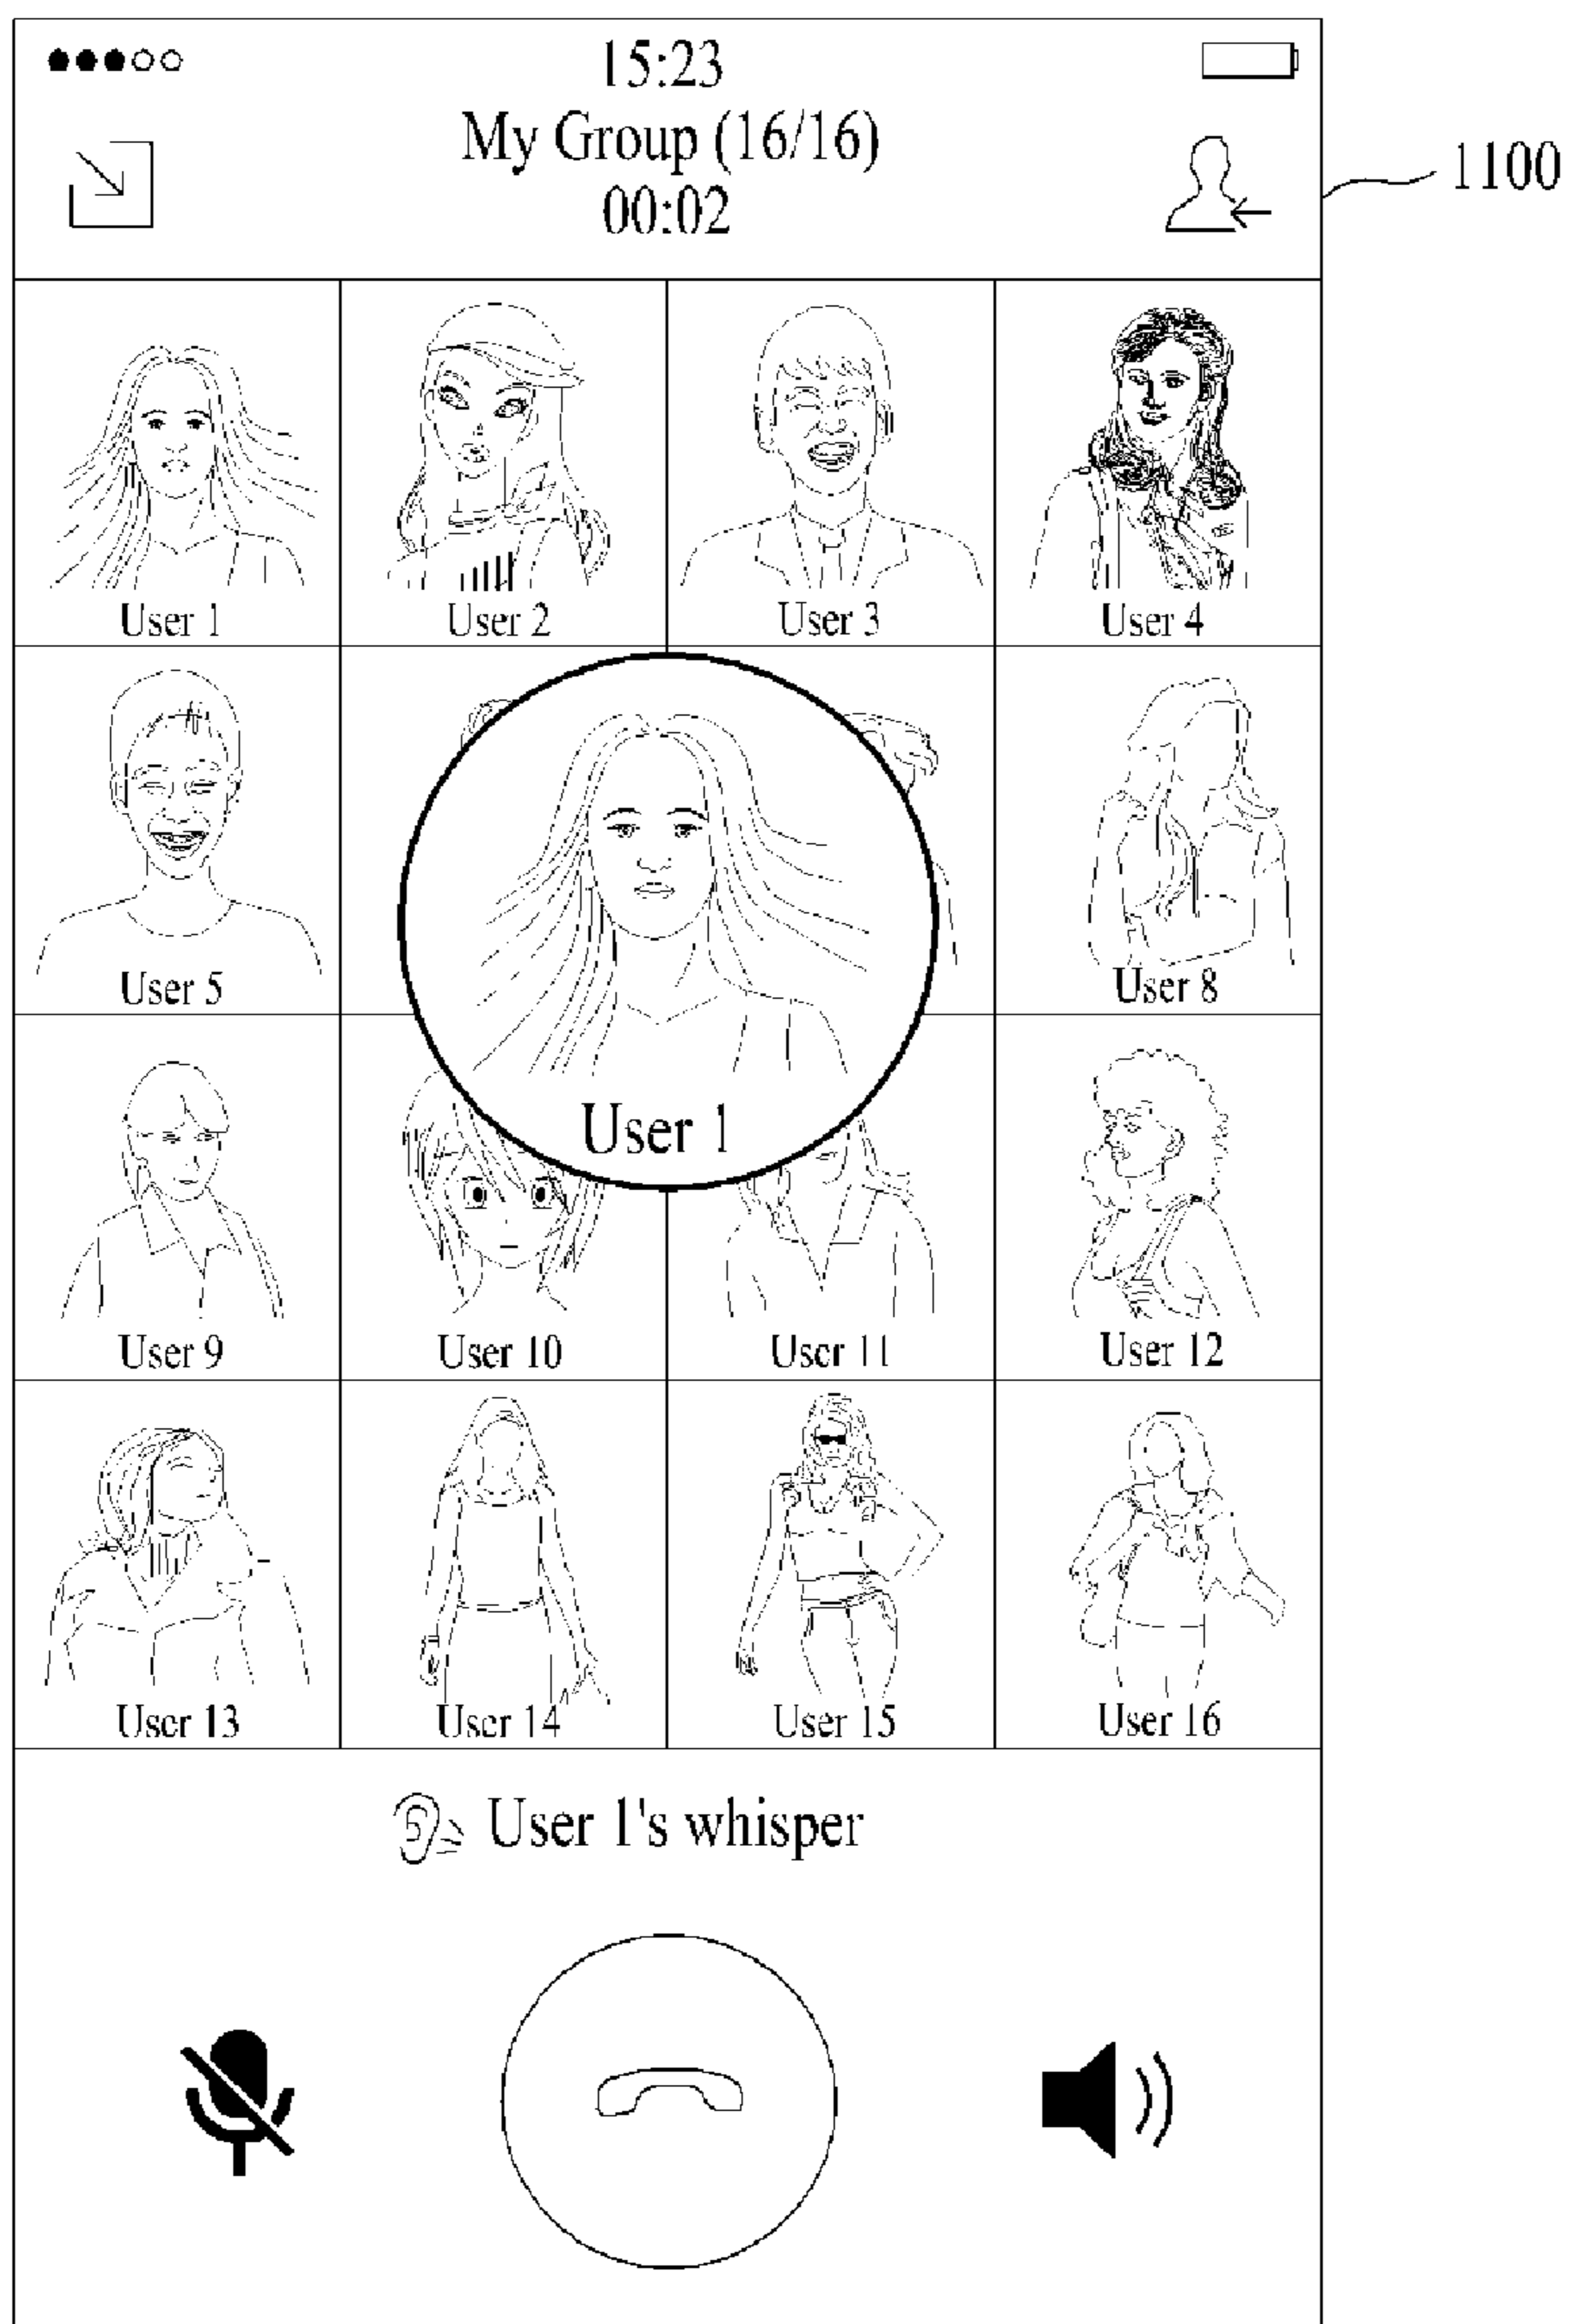 15:23
My Group (16/16)
00:02
1100
User 1
User 2
User 3
User 4
User 5
User 8
User 1
User 9
User 10
User 11
User 12
User 13
User 14
User 15
User 16
User 1's whisper